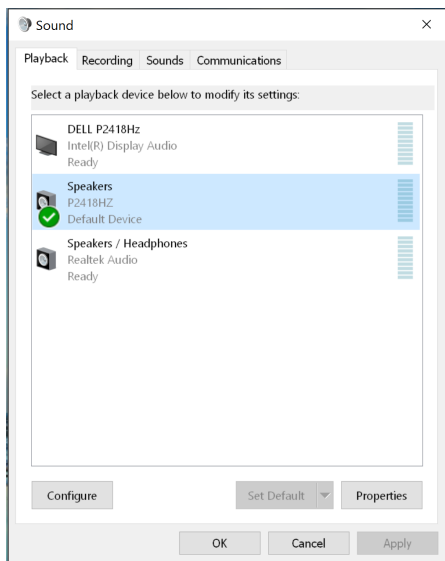 Sound
Playback Recording Sounds Communications
Select a playback device below to modify its settings:
DELL P2418Hz
Intel(R) Display Audio
Ready
Speakers
P2418HZ
Default Device
Speakers / Headphones
Realtek Audio
Ready
Configure Set Default Properties
OK Cancel Apply